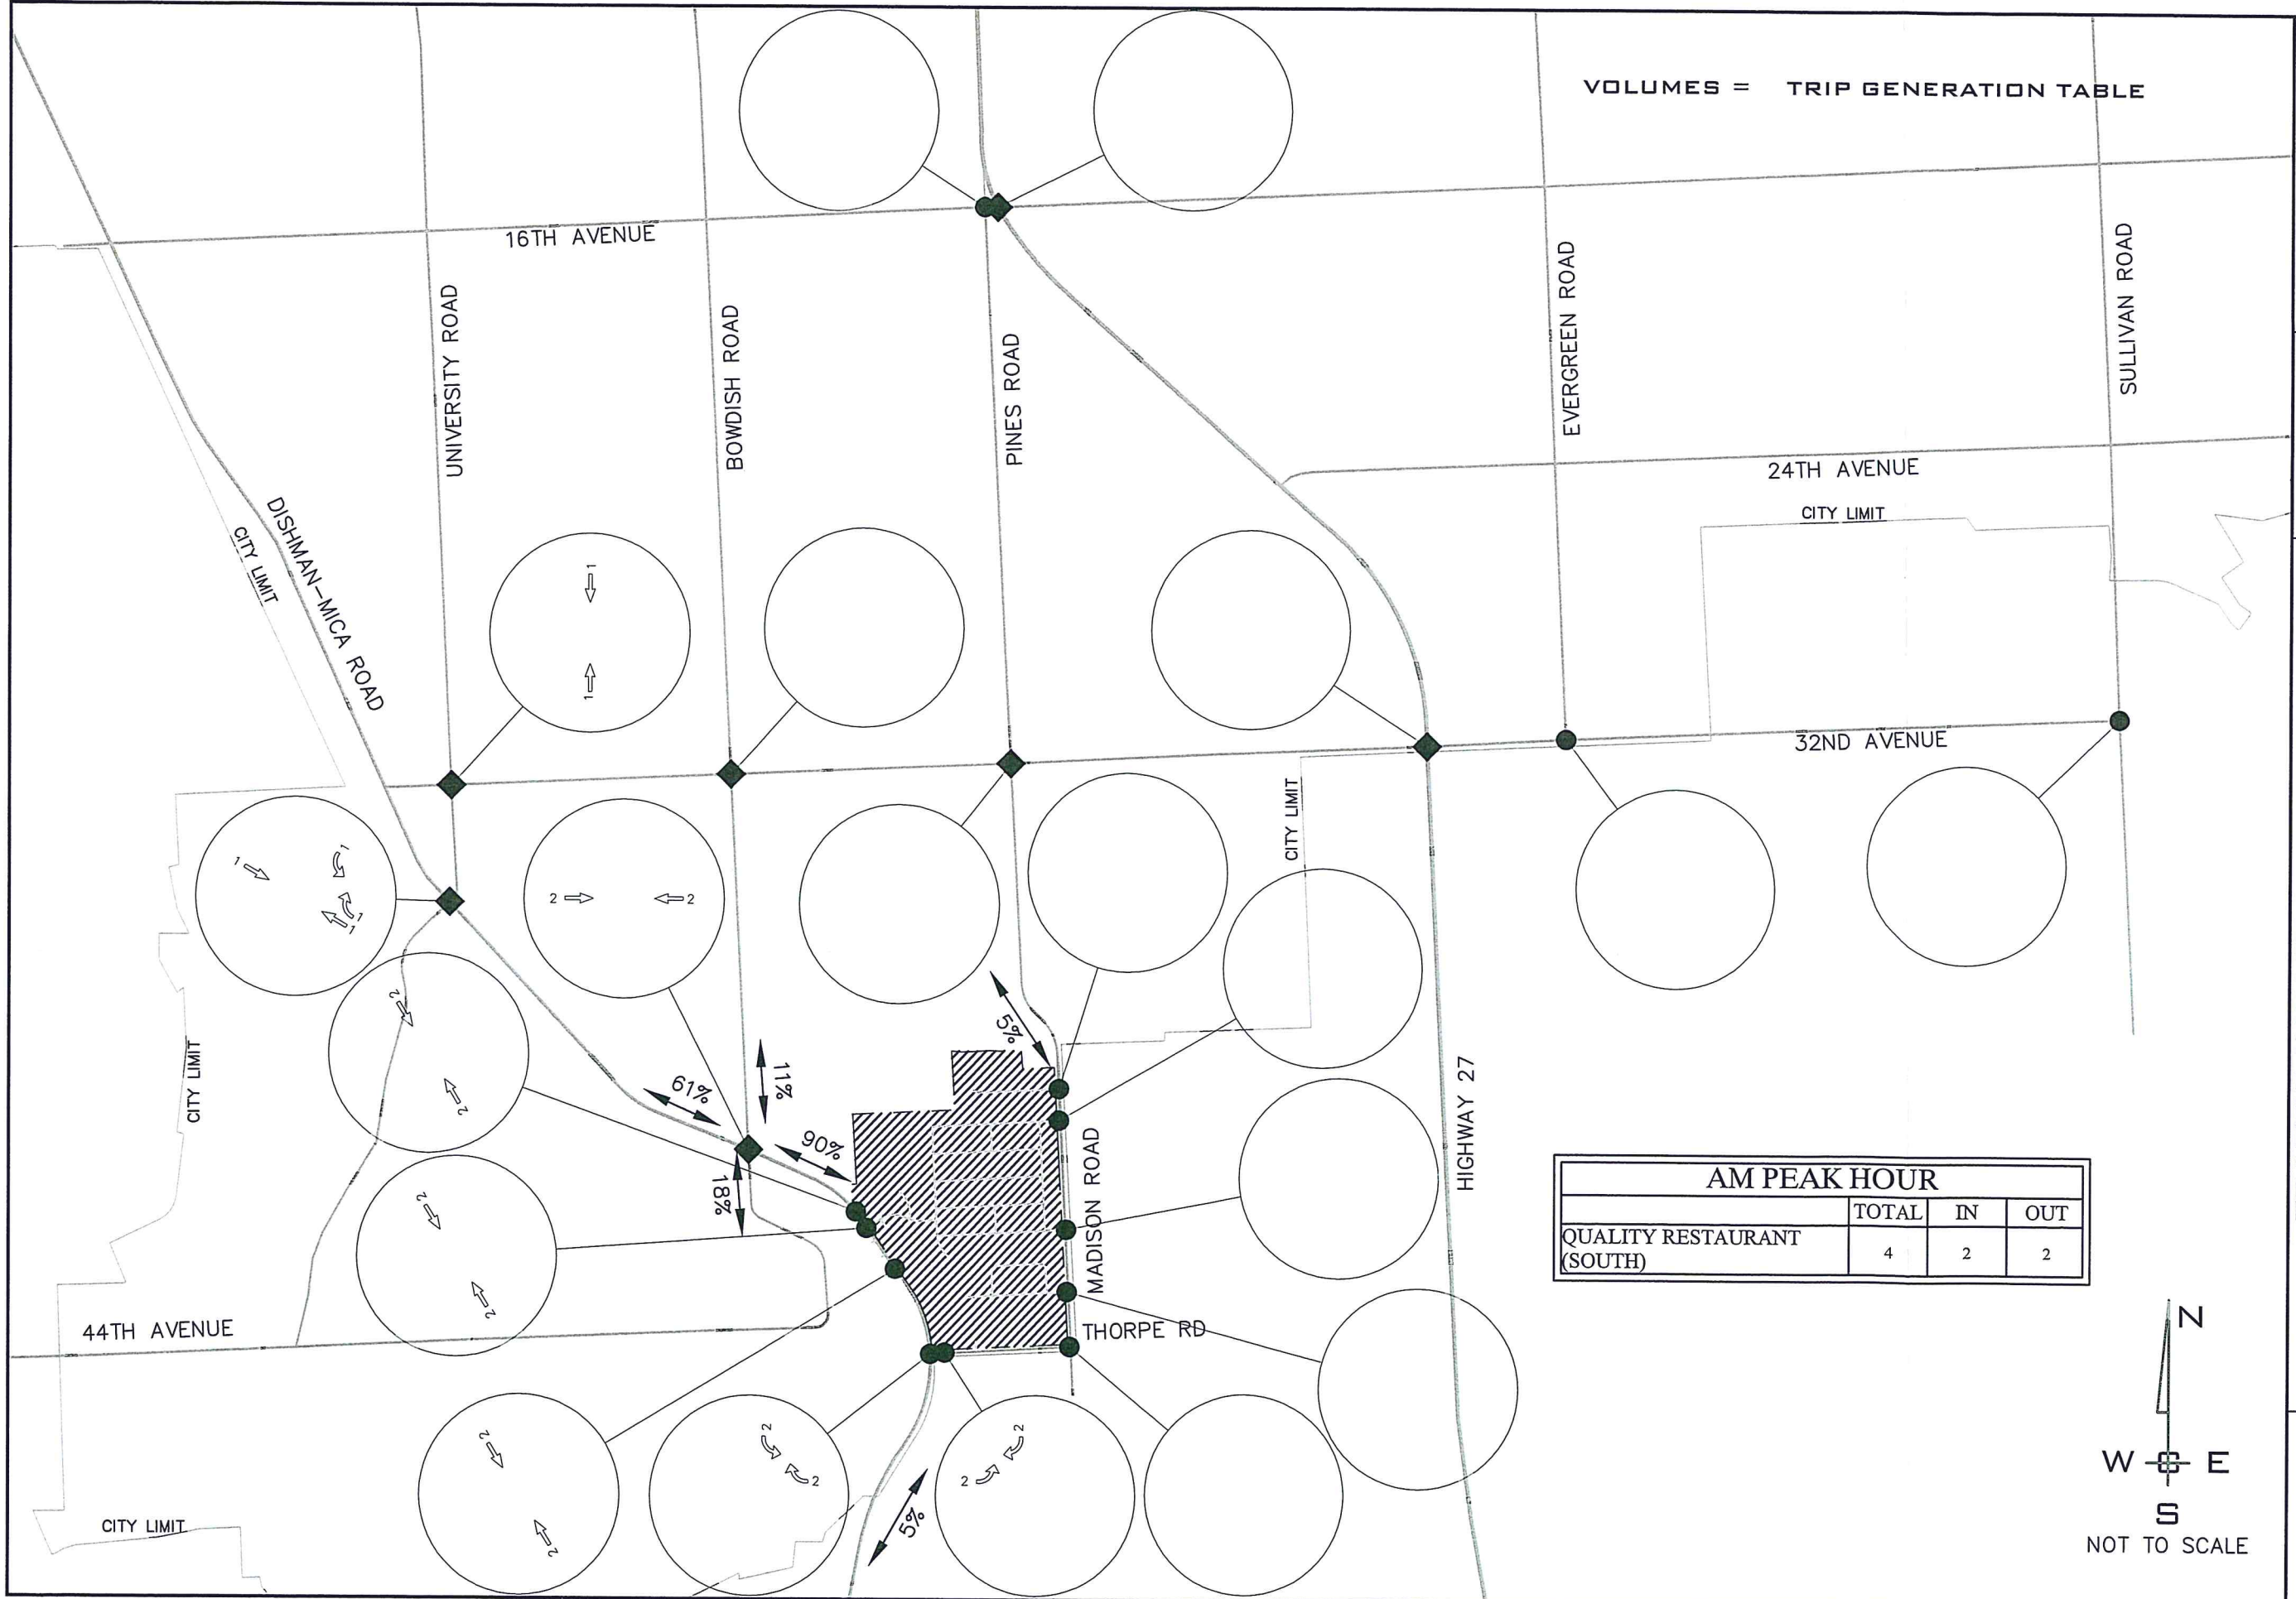 VOLUMES = TRIP GENERATION TABLE
16TH AVENUE
UNIVERSITY ROAD
BOWDISH ROAD
PINES ROAD
EVERGREEN ROAD
SULLIVAN ROAD
24TH AVENUE
CITY LIMIT
DISHMAN-MICA ROAD
CITY LIMIT
1
1
32ND AVENUE
CITY LIMIT
1
1
1
1
2
2
2
2
5%
11%
61%
90%
18%
CITY LIMIT
HIGHWAY 27
MADISON ROAD
2
2
44TH AVENUE
THORPE RD
AM PEAK HOUR
TOTAL IN OUT
QUALITY RESTAURANT
(SOUTH) 4 2 2
2
2
2
2
2
2
5%
CITY LIMIT
N
W E
S
NOT TO SCALE